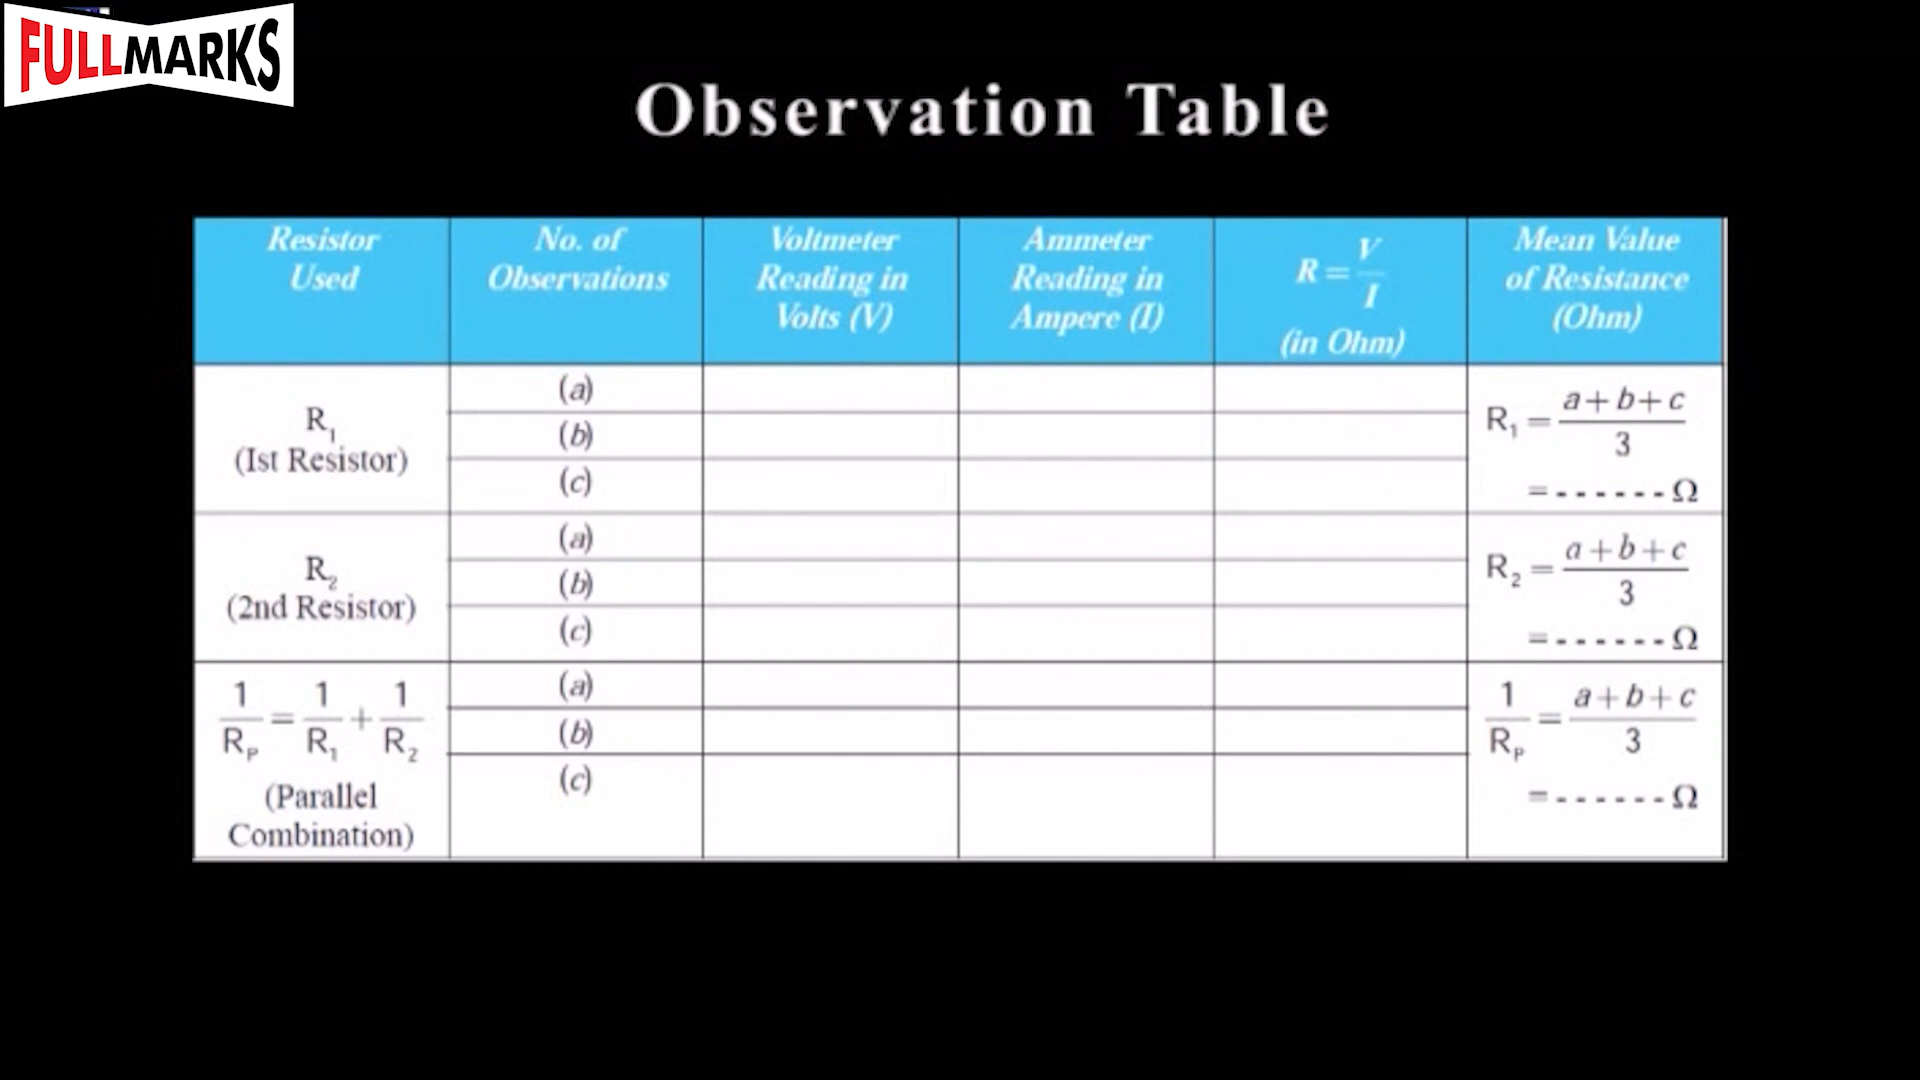 FULLMARKS
Observation Table
Resistor
Used
No. of
Observations
Voltmeter
Reading in
Volts (V)
Ammeter
Reading in
Ampere (I)
R = V/I
(in Ohm)
Mean Value
of Resistance
(Ohm)
R₁
(Ist Resistor)
(a)
(b)
(c)
R₁ = a+b+c/3
= - - - - - - Ω
R₂
(2nd Resistor)
(a)
(b)
(c)
R₂ = a+b+c/3
= - - - - - - Ω
1/Rₚ = 1/R₁ + 1/R₂
(Parallel
Combination)
(a)
(b)
(c)
1/Rₚ = a+b+c/3
= - - - - - - Ω